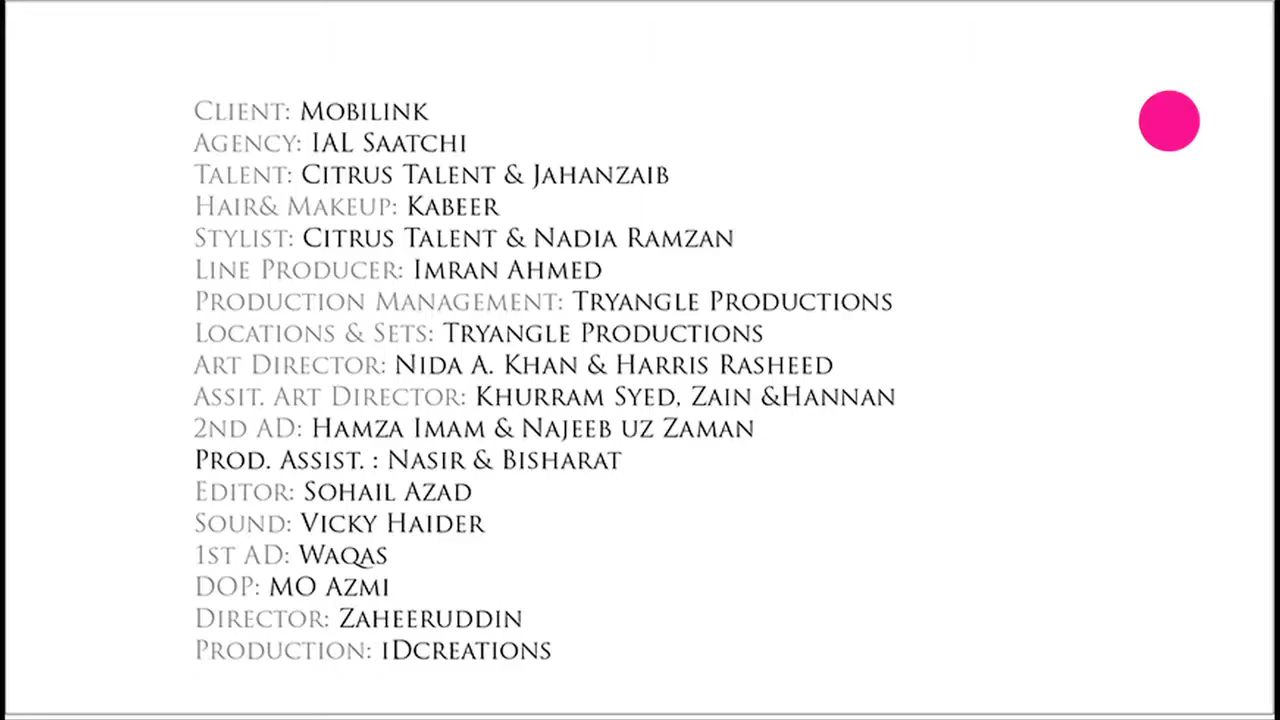 Client: Mobilink
Agency: IAL Saatchi
Talent: Citrus Talent & Jahanzaib
Hair& Makeup: Kabeer
Stylist: Citrus Talent & Nadia Ramzan
Line Producer: Imran Ahmed
Production Management: Tryangle Productions
Locations & Sets: Tryangle Productions
Art Director: Nida A. Khan & Harris Rasheed
Assit. Art Director: Khurram Syed, Zain &Hannan
2nd AD: Hamza Imam & Najeeb uz Zaman
Prod. Assist. : Nasir & Bisharat
Editor: Sohail Azad
Sound: Vicky Haider
1st AD: Waqas
DOP: MO Azmi
Director: Zaheeruddin
Production: iDcreations